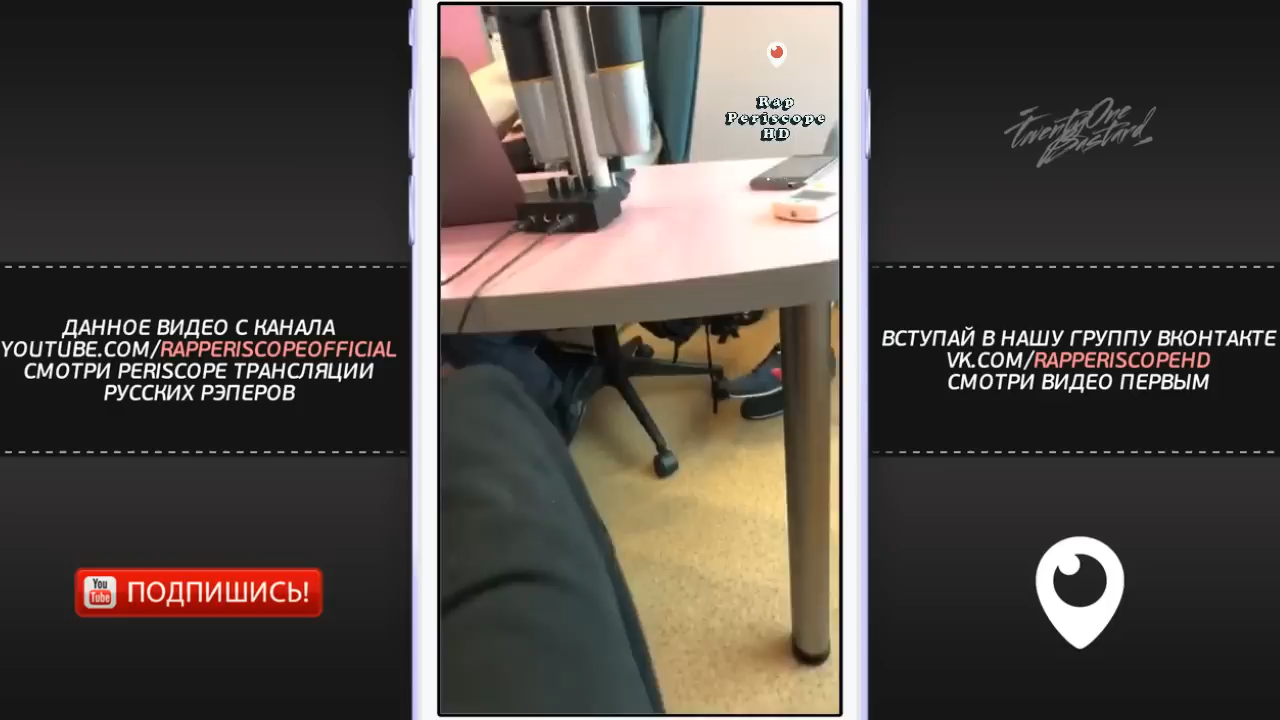 Rap
Periscope
HD
TwentyOne
Bastard
ДАННОЕ ВИДЕО С КАНАЛА
YOUTUBE.COM/RAPPERISCOPEOFFICIAL
СМОТРИ PERISCOPE ТРАНСЛЯЦИИ
РУССКИХ РЭПЕРОВ
ВСТУПАЙ В НАШУ ГРУППУ ВКОНТАКТЕ
VK.COM/RAPPERISCOPEHD
СМОТРИ ВИДЕО ПЕРВЫМ
You
Tube
ПОДПИШИСЬ!